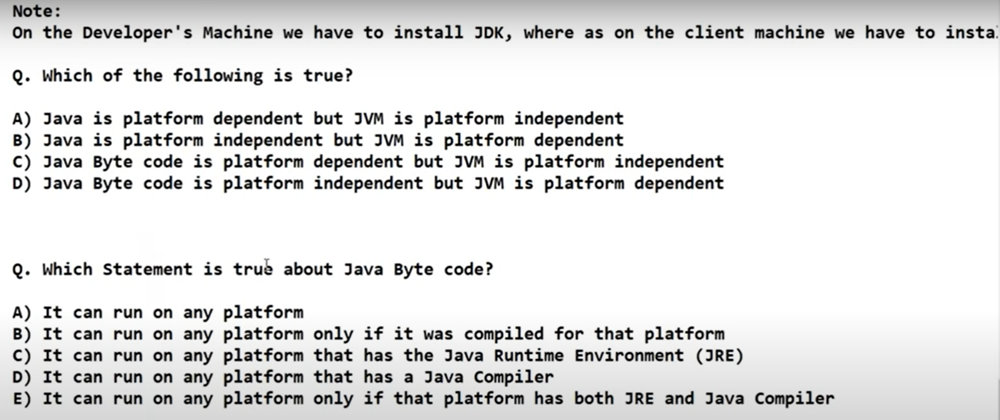 Note:
On the Developer's Machine we have to install JDK, where as on the client machine we have to
Q. Which of the following is true?
A) Java is platform dependent but JVM is platform independent
B) Java is platform independent but JVM is platform dependent
C) Java Byte code is platform dependent but JVM is platform independent
D) Java Byte code is platform independent but JVM is platform dependent
Q. Which Statement is true about Java Byte code?
A) It can run on any platform
B) It can run on any platform only if it was compiled for that platform
C) It can run on any platform that has the Java Runtime Environment (JRE)
D) It can run on any platform that has a Java Compiler
E) It can run on any platform only if that platform has both JRE and Java Compiler